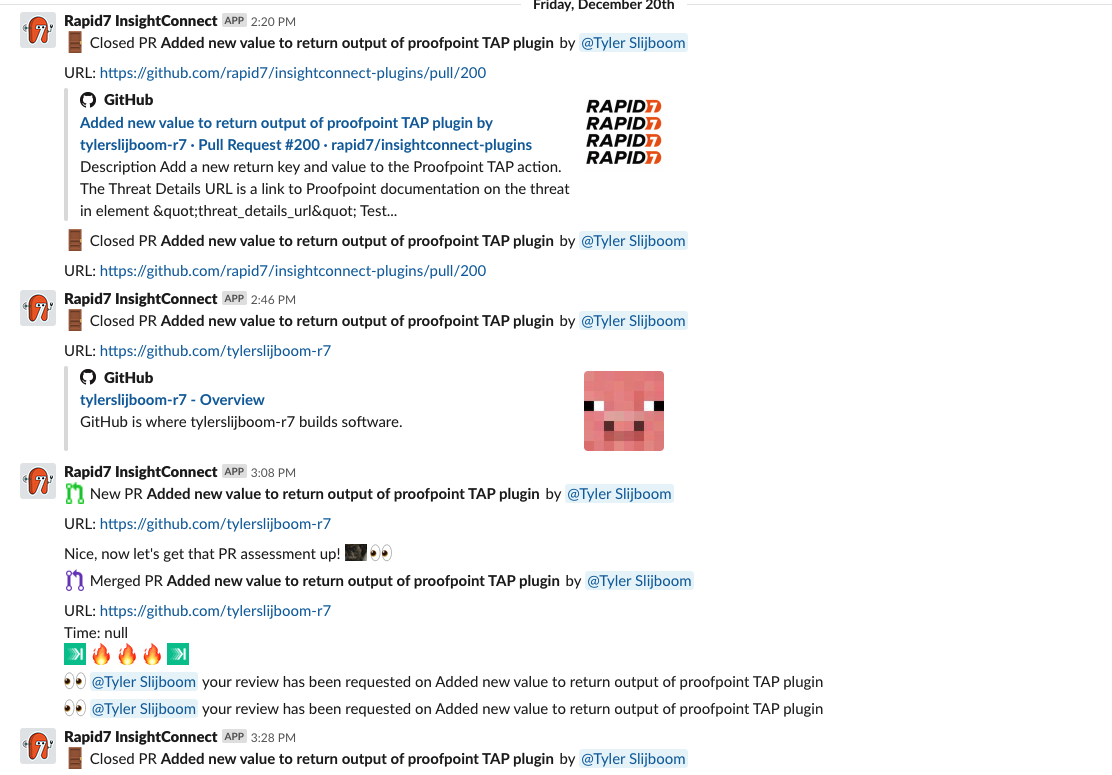 Friday, December 20th
Rapid7 InsightConnect APP 2:20 PM
Closed PR Added new value to return output of proofpoint TAP plugin by @Tyler Slijboom
URL: https://github.com/rapid7/insightconnect-plugins/pull/200
GitHub
Added new value to return output of proofpoint TAP plugin by
tylerslijboom-r7 · Pull Request #200 · rapid7/insightconnect-plugins
Description Add a new return key and value to the Proofpoint TAP action.
The Threat Details URL is a link to Proofpoint documentation on the threat
in element &quot;threat_details_url&quot; Test...
RAPID7
RAPID7
RAPID7
RAPID7
Closed PR Added new value to return output of proofpoint TAP plugin by @Tyler Slijboom
URL: https://github.com/rapid7/insightconnect-plugins/pull/200
Rapid7 InsightConnect APP 2:46 PM
Closed PR Added new value to return output of proofpoint TAP plugin by @Tyler Slijboom
URL: https://github.com/tylerslijboom-r7
GitHub
tylerslijboom-r7 - Overview
GitHub is where tylerslijboom-r7 builds software.
Rapid7 InsightConnect APP 3:08 PM
New PR Added new value to return output of proofpoint TAP plugin by @Tyler Slijboom
URL: https://github.com/tylerslijboom-r7
Nice, now let's get that PR assessment up!
Merged PR Added new value to return output of proofpoint TAP plugin by @Tyler Slijboom
URL: https://github.com/tylerslijboom-r7
Time: null
@Tyler Slijboom your review has been requested on Added new value to return output of proofpoint TAP plugin
@Tyler Slijboom your review has been requested on Added new value to return output of proofpoint TAP plugin
Rapid7 InsightConnect APP 3:28 PM
Closed PR Added new value to return output of proofpoint TAP plugin by @Tyler Slijboom